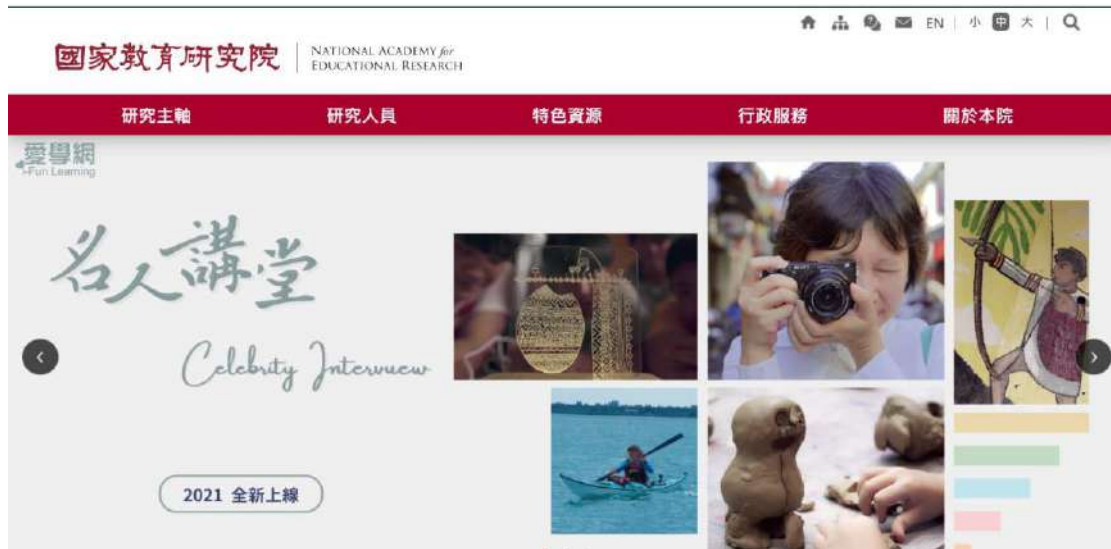 EN | 小 中 大 |
國家教育研究院
NATIONAL ACADEMY for
EDUCATIONAL RESEARCH
研究主軸 研究人員 特色資源 行政服務 關於本院
愛學網
Fun Learning
名人講堂
Celebrity Interview
2021 全新上線